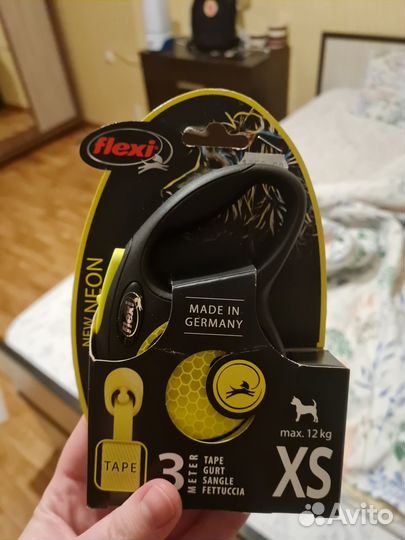 flexi
NEW NEON
flexi
MADE IN
GERMANY
TAPE
3
METER
TAPE
GURT
SANGLE
FETTUCCIA
max. 12 kg
XS
Avito